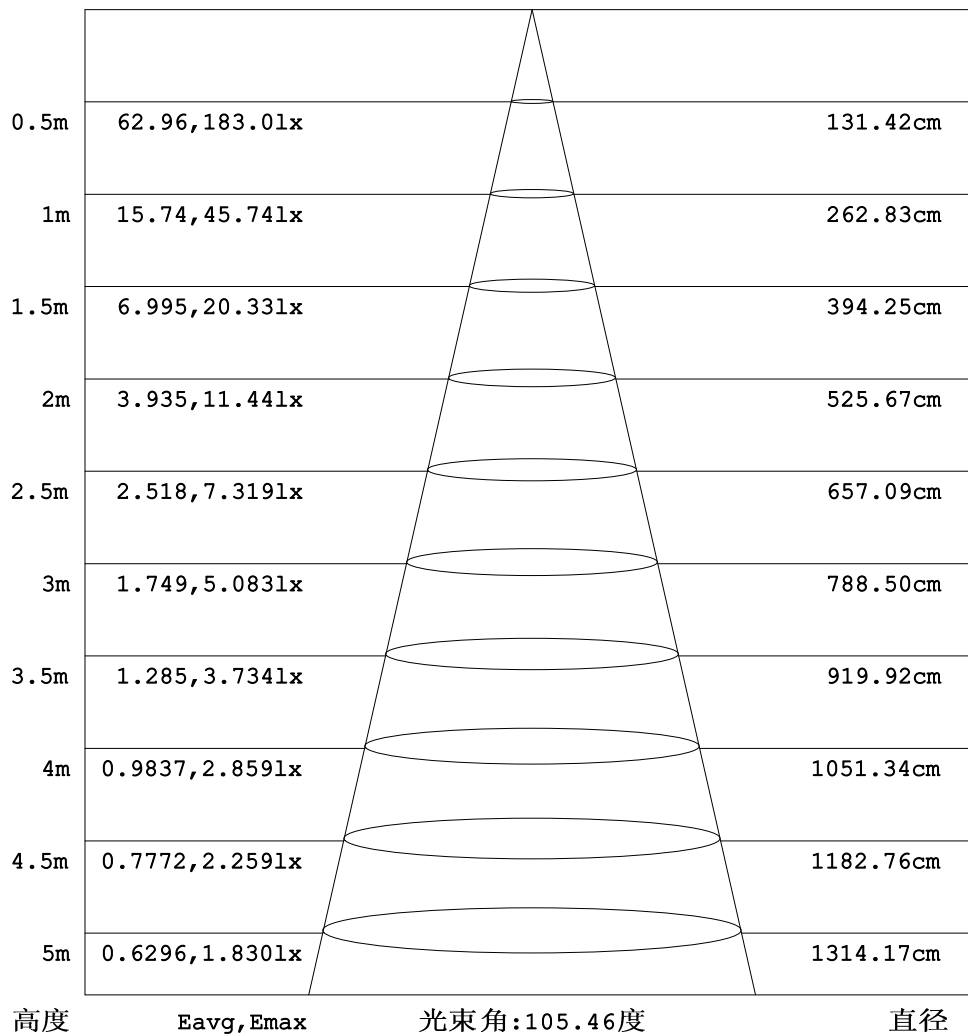 0.5m 62.96,183.0lx 131.42cm
1m 15.74,45.74lx 262.83cm
1.5m 6.995,20.33lx 394.25cm
2m 3.935,11.44lx 525.67cm
2.5m 2.518,7.319lx 657.09cm
3m 1.749,5.083lx 788.50cm
3.5m 1.285,3.734lx 919.92cm
4m 0.9837,2.859lx 1051.34cm
4.5m 0.7772,2.259lx 1182.76cm
5m 0.6296,1.830lx 1314.17cm
高度 Eavg,Emax 光束角:105.46度 直径